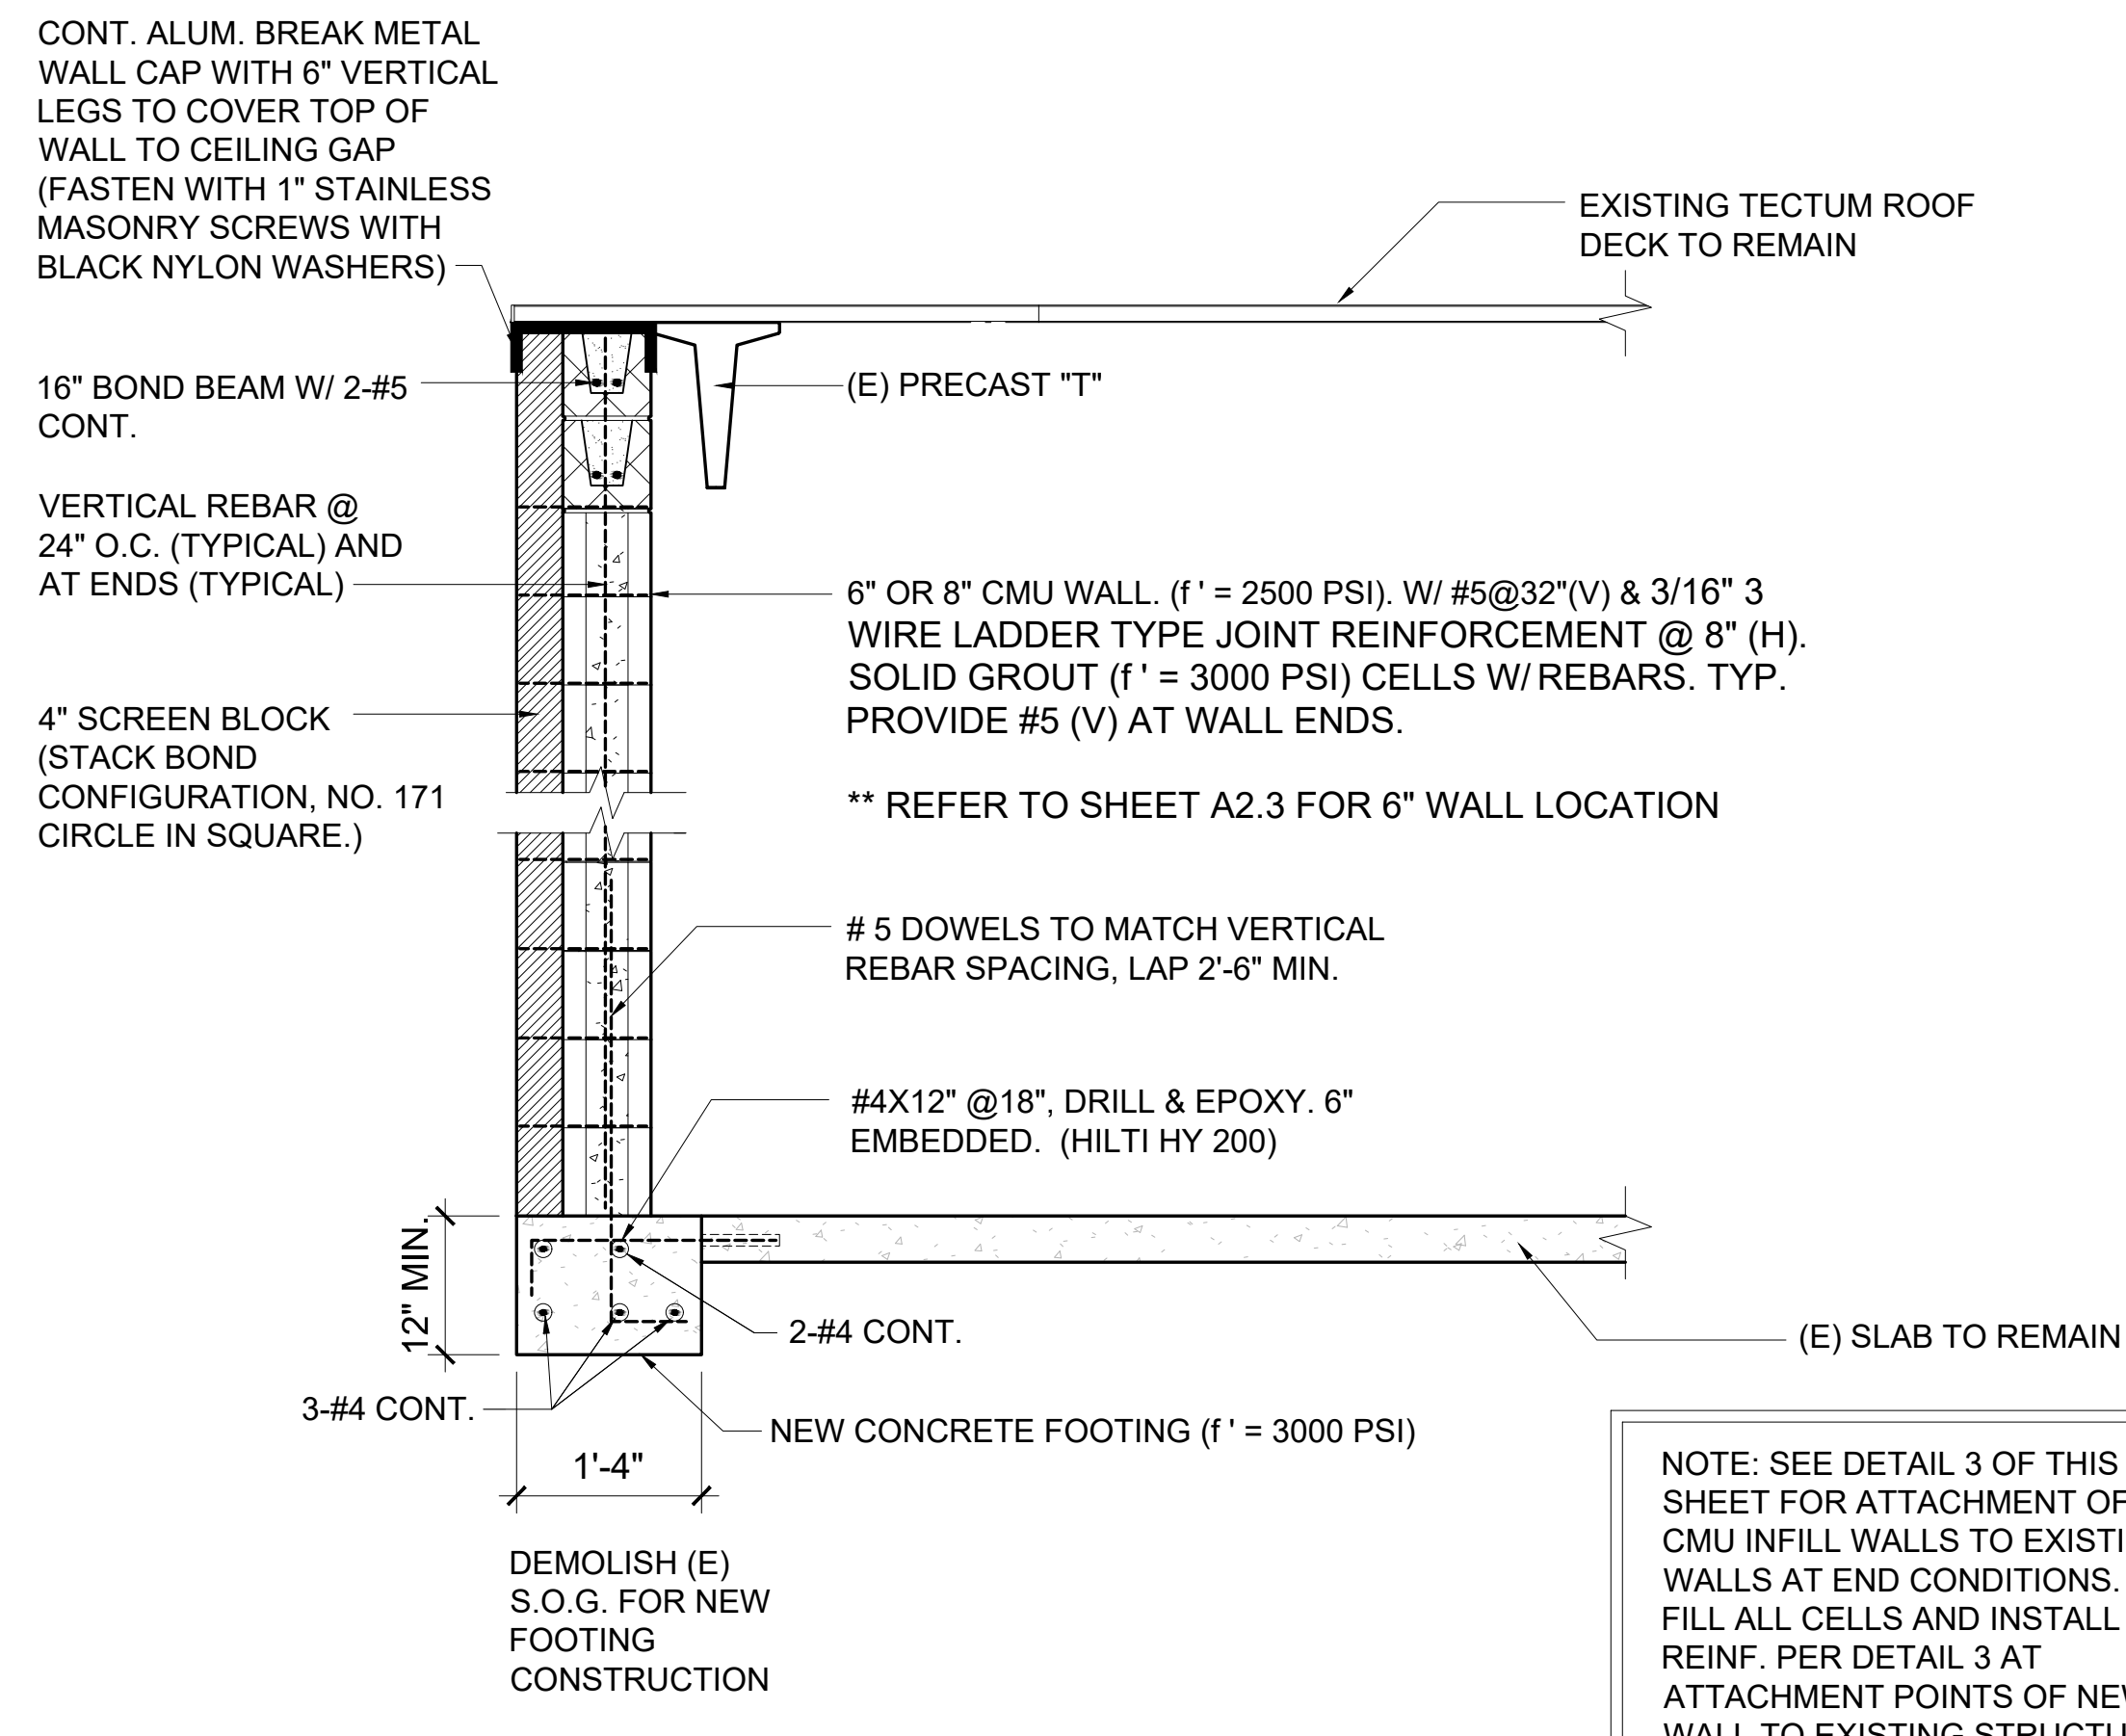 CONT. ALUM. BREAK METAL
WALL CAP WITH 6" VERTICAL
LEGS TO COVER TOP OF
WALL TO CEILING GAP
(FASTEN WITH 1" STAINLESS
MASONRY SCREWS WITH
BLACK NYLON WASHERS)
EXISTING TECTUM ROOF
DECK TO REMAIN
16" BOND BEAM W/ 2-#5
CONT.
(E) PRECAST "T"
VERTICAL REBAR @
24" O.C. (TYPICAL) AND
AT ENDS (TYPICAL)
6" OR 8" CMU WALL. (f ' = 2500 PSI). W/ #5@32"(V) & 3/16" 3
WIRE LADDER TYPE JOINT REINFORCEMENT @ 8" (H).
SOLID GROUT (f ' = 3000 PSI) CELLS W/ REBARS. TYP.
PROVIDE #5 (V) AT WALL ENDS.
** REFER TO SHEET A2.3 FOR 6" WALL LOCATION
4" SCREEN BLOCK
(STACK BOND
CONFIGURATION, NO. 171
CIRCLE IN SQUARE.)
# 5 DOWELS TO MATCH VERTICAL
REBAR SPACING, LAP 2'-6" MIN.
#4X12" @18", DRILL & EPOXY. 6"
EMBEDDED. (HILTI HY 200)
12" MIN.
2-#4 CONT.
(E) SLAB TO REMAIN
3-#4 CONT.
NEW CONCRETE FOOTING (f ' = 3000 PSI)
1'-4"
DEMOLISH (E)
S.O.G. FOR NEW
FOOTING
CONSTRUCTION
NOTE: SEE DETAIL 3 OF THIS
SHEET FOR ATTACHMENT OF
CMU INFILL WALLS TO EXISTI
WALLS AT END CONDITIONS.
FILL ALL CELLS AND INSTALL
REINF. PER DETAIL 3 AT
ATTACHMENT POINTS OF NEW
WALL TO EXISTING STRUCTU